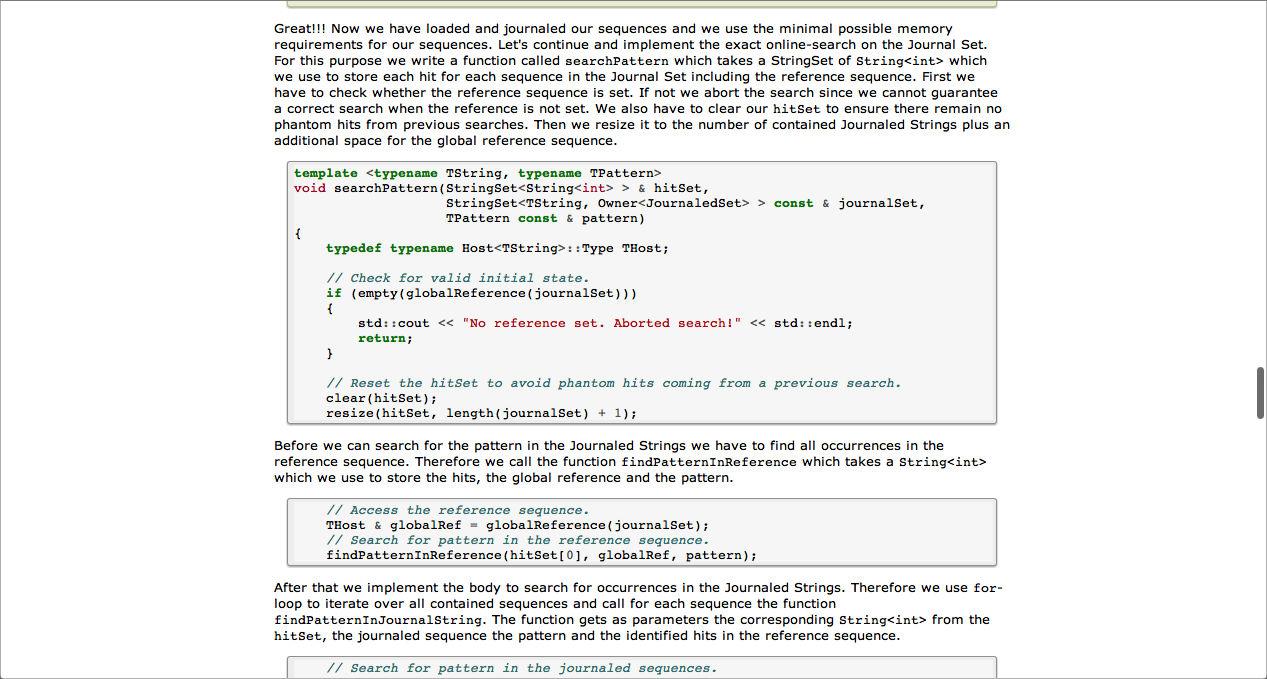 Great!!! Now we have loaded and journaled our sequences and we use the minimal possible memory
requirements for our sequences. Let's continue and implement the exact online-search on the Journal Set.
For this purpose we write a function called searchPattern which takes a StringSet of String<int> which
we use to store each hit for each sequence in the Journal Set including the reference sequence. First we
have to check whether the reference sequence is set. If not we abort the search since we cannot guarantee
a correct search when the reference is not set. We also have to clear our hitSet to ensure there remain no
phantom hits from previous searches. Then we resize it to the number of contained Journaled Strings plus an
additional space for the global reference sequence.
template <typename TString, typename TPattern>
void searchPattern(StringSet<String<int> > & hitSet,
                   StringSet<TString, Owner<JournaledSet> > const & journalSet,
                   TPattern const & pattern)
{
    typedef typename Host<TString>::Type THost;
    // Check for valid initial state.
    if (empty(globalReference(journalSet)))
    {
        std::cout << "No reference set. Aborted search!" << std::endl;
        return;
    }
    // Reset the hitSet to avoid phantom hits coming from a previous search.
    clear(hitSet);
    resize(hitSet, length(journalSet) + 1);
Before we can search for the pattern in the Journaled Strings we have to find all occurrences in the
reference sequence. Therefore we call the function findPatternInReference which takes a String<int>
which we use to store the hits, the global reference and the pattern.
    // Access the reference sequence.
    THost & globalRef = globalReference(journalSet);
    // Search for pattern in the reference sequence.
    findPatternInReference(hitSet[0], globalRef, pattern);
After that we implement the body to search for occurrences in the Journaled Strings. Therefore we use for-
loop to iterate over all contained sequences and call for each sequence the function
findPatternInJournalString. The function gets as parameters the corresponding String<int> from the
hitSet, the journaled sequence the pattern and the identified hits in the reference sequence.
    // Search for pattern in the journaled sequences.